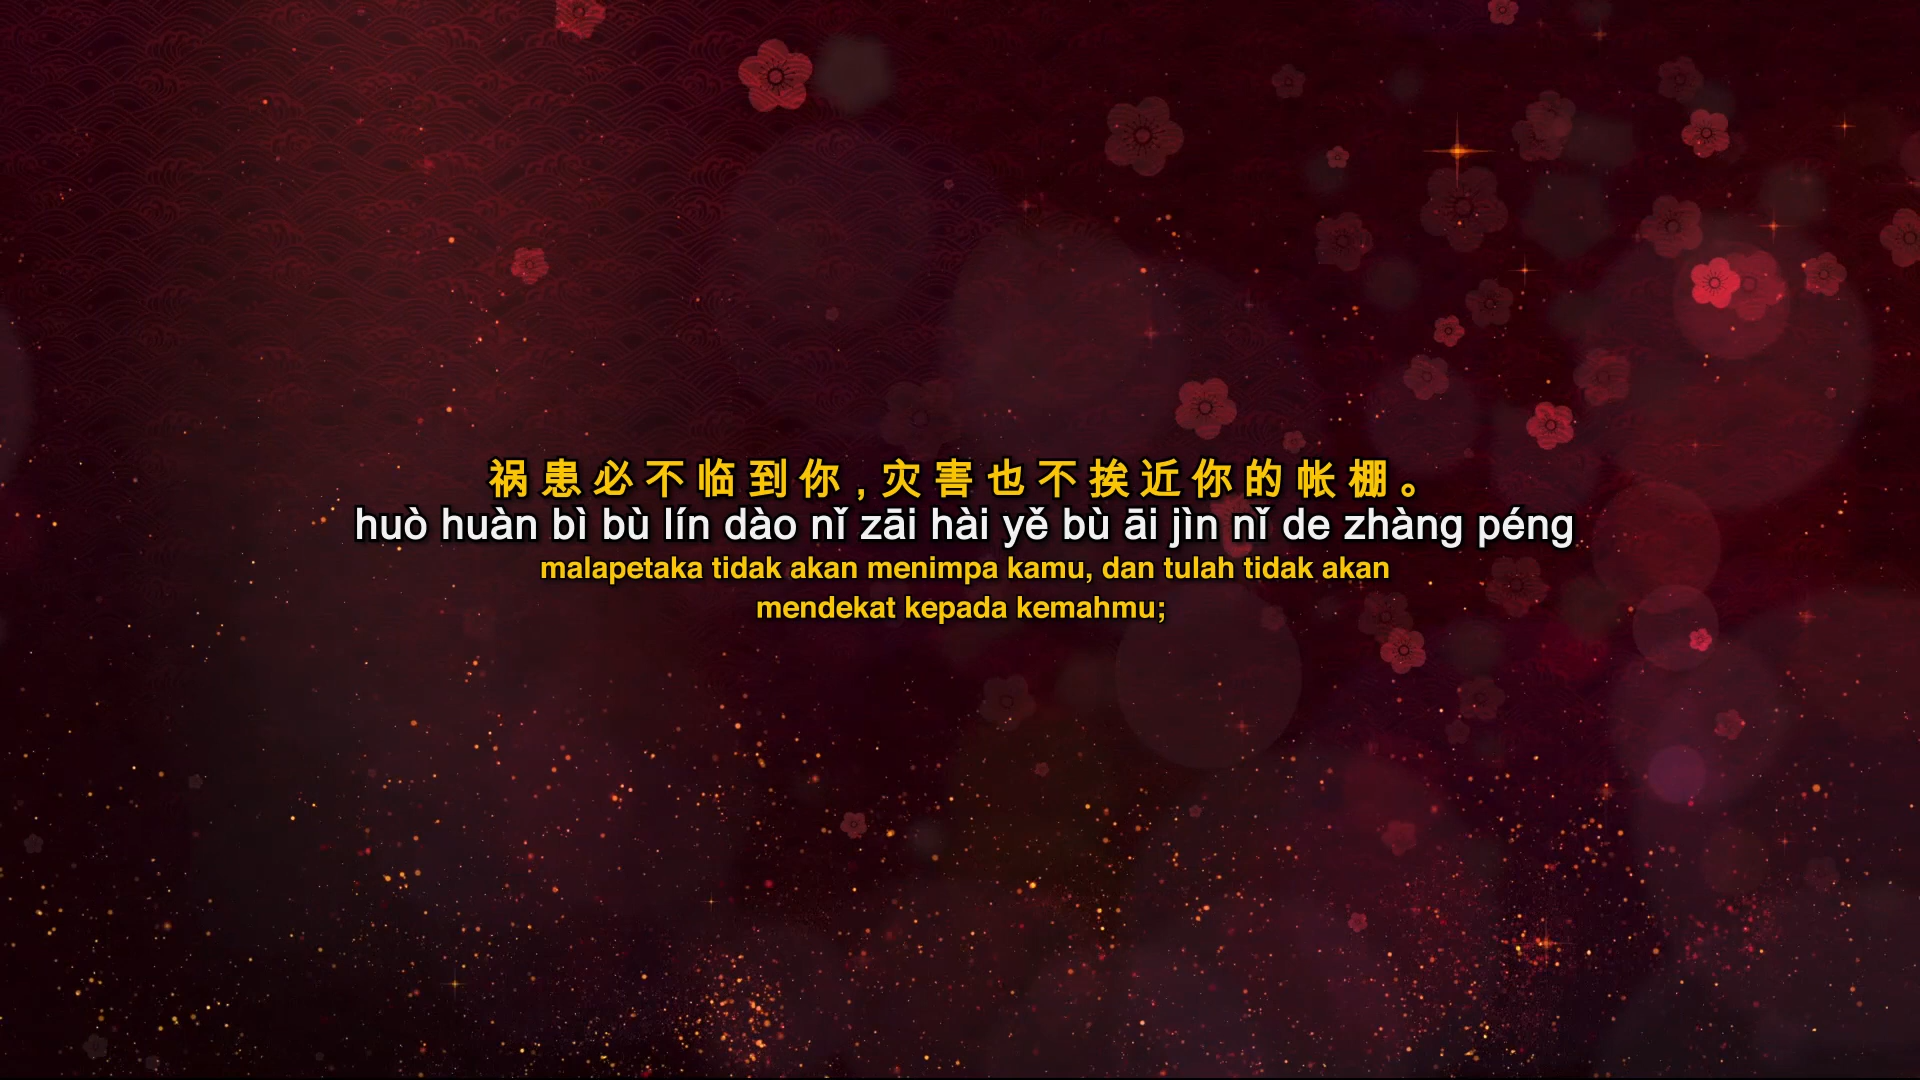 祸患必不临到你，灾害也不挨近你的帐棚。
huò huàn bì bù lín dào nǐ zāi hài yě bù āi jìn nǐ de zhàng péng
malapetaka tidak akan menimpa kamu, dan tulah tidak akan
mendekat kepada kemahmu;